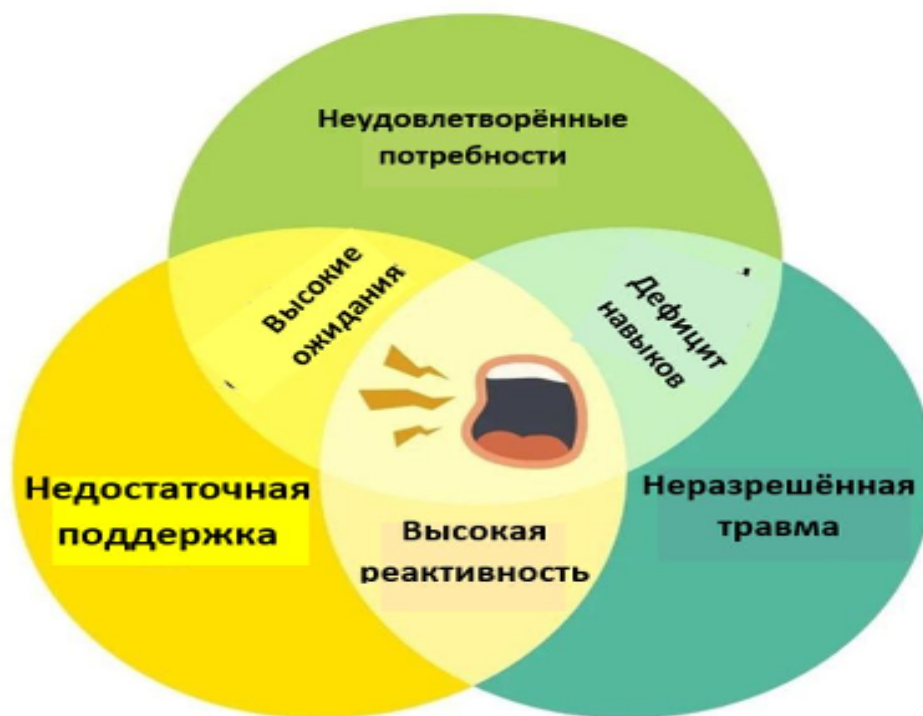 Неудовлетворённые
потребности
Высокие
ожидания
Дефицит
навыков
Недостаточная
поддержка
Высокая
реактивность
Неразрешённая
травма